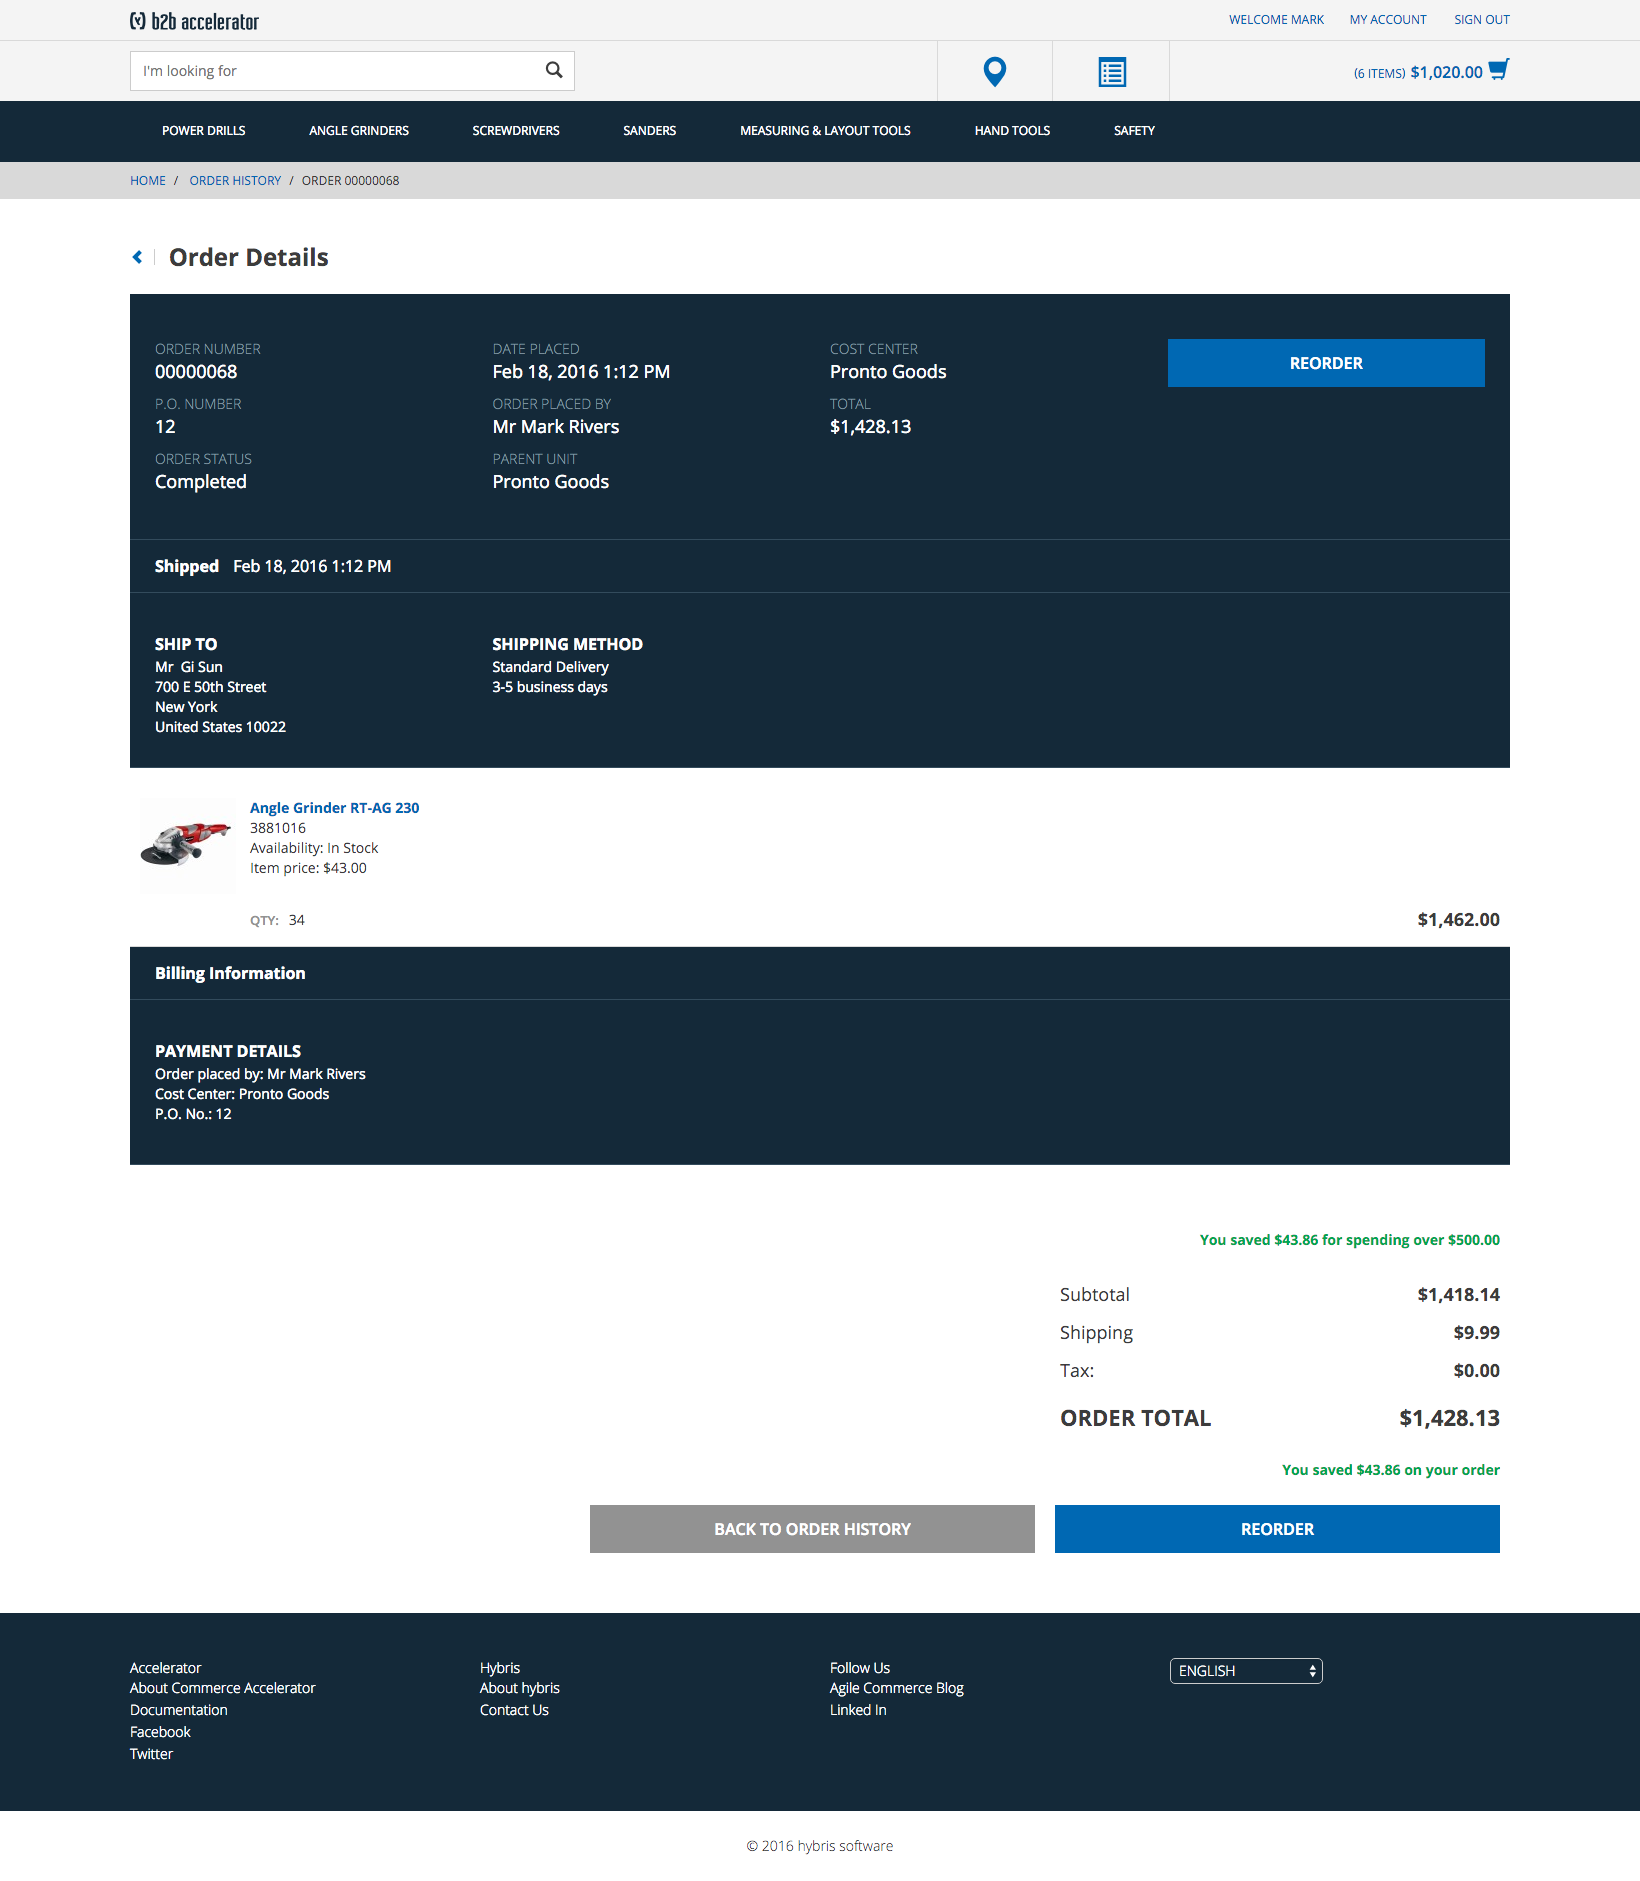 b2b accelerator
WELCOME MARK MY ACCOUNT SIGN OUT
I'm looking for
(6 ITEMS) $1,020.00
POWER DRILLS ANGLE GRINDERS SCREWDRIVERS SANDERS MEASURING & LAYOUT TOOLS HAND TOOLS SAFETY
HOME / ORDER HISTORY / ORDER 00000068
Order Details
ORDER NUMBER DATE PLACED COST CENTER
00000068 Feb 18, 2016 1:12 PM Pronto Goods
REORDER
P.O. NUMBER ORDER PLACED BY TOTAL
12 Mr Mark Rivers $1,428.13
ORDER STATUS PARENT UNIT
Completed Pronto Goods
Shipped Feb 18, 2016 1:12 PM
SHIP TO SHIPPING METHOD
Mr Gi Sun Standard Delivery
700 E 50th Street 3-5 business days
New York
United States 10022
Angle Grinder RT-AG 230
3881016
Availability: In Stock
Item price: $43.00
QTY: 34 $1,462.00
Billing Information
PAYMENT DETAILS
Order placed by: Mr Mark Rivers
Cost Center: Pronto Goods
P.O. No.: 12
You saved $43.86 for spending over $500.00
Subtotal $1,418.14
Shipping $9.99
Tax: $0.00
ORDER TOTAL $1,428.13
You saved $43.86 on your order
BACK TO ORDER HISTORY REORDER
Accelerator Hybris Follow Us ENGLISH
About Commerce Accelerator About hybris Agile Commerce Blog
Documentation Contact Us Linked In
Facebook
Twitter
© 2016 hybris software